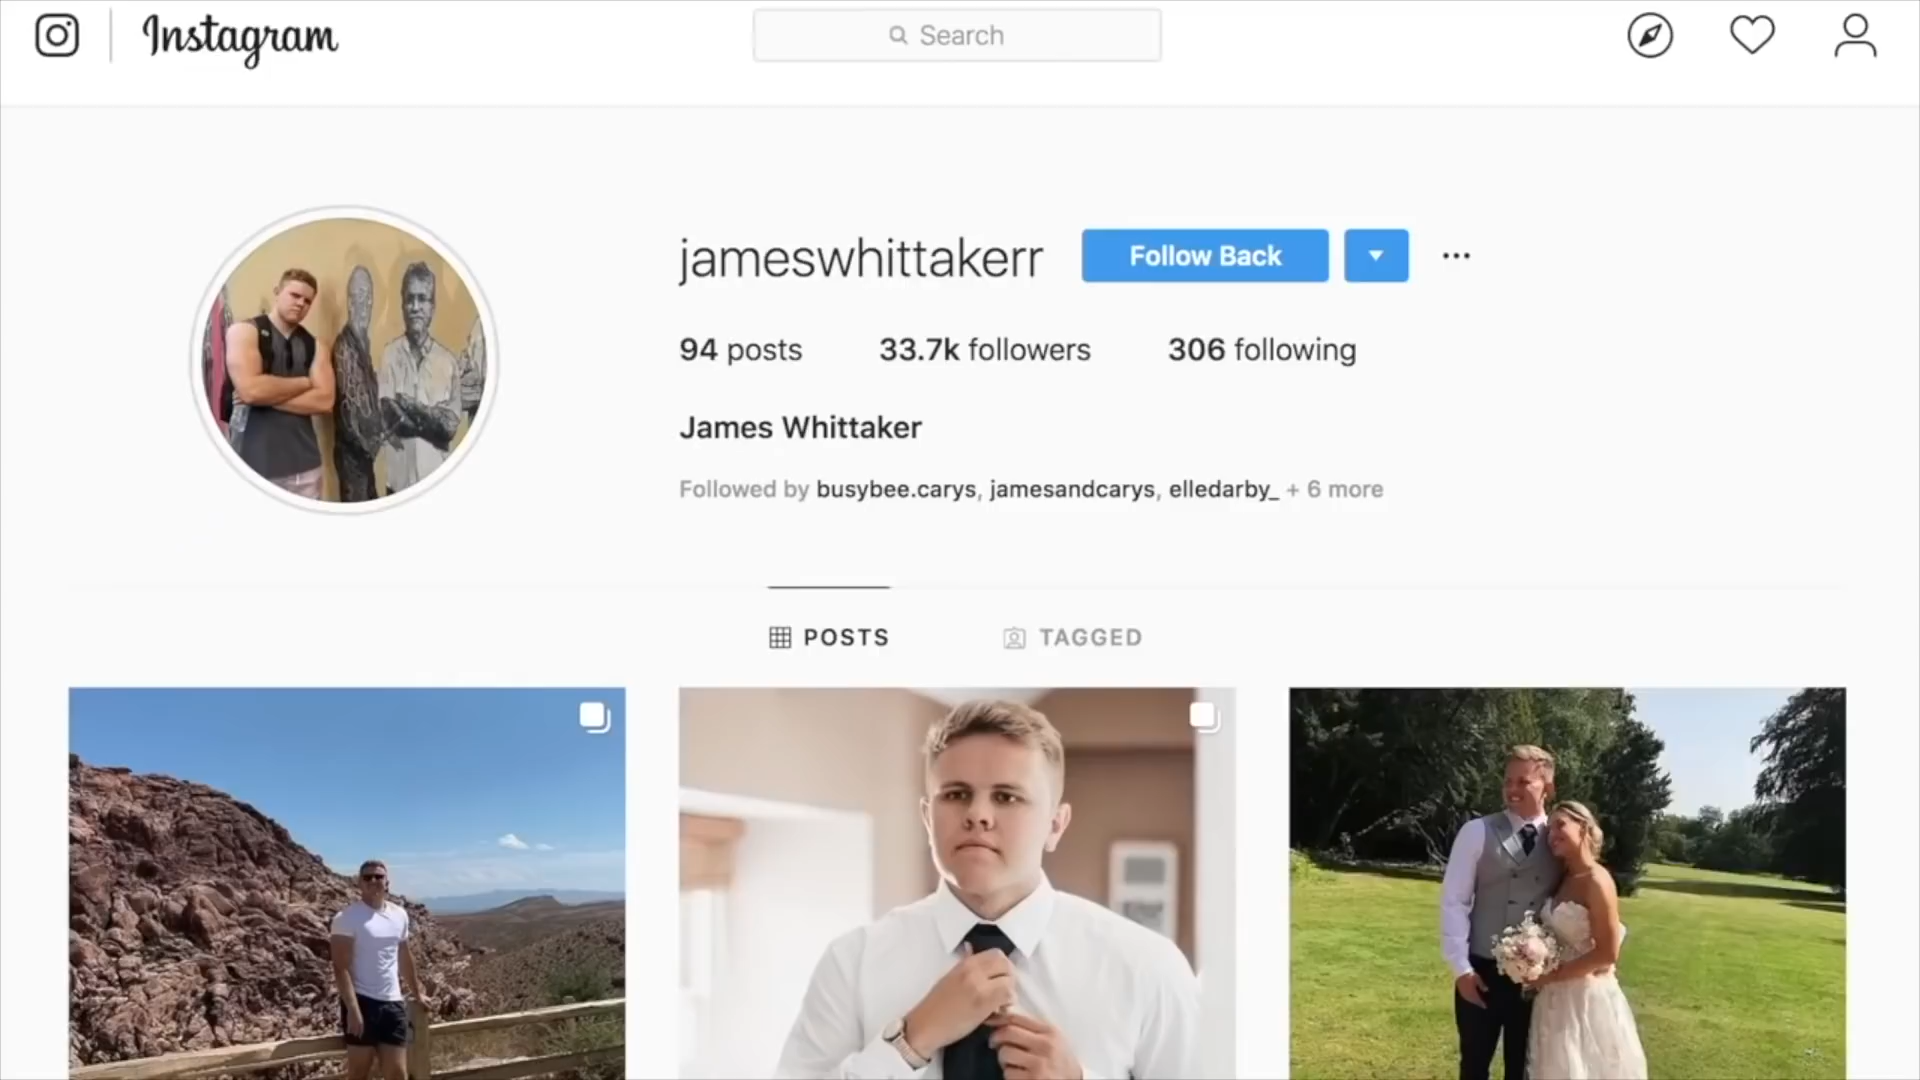 Instagram
Search
jameswhittakerr
Follow Back
94 posts 33.7k followers 306 following
James Whittaker
Followed by busybee.carys, jamesandcarys, elledarby_ + 6 more
POSTS TAGGED